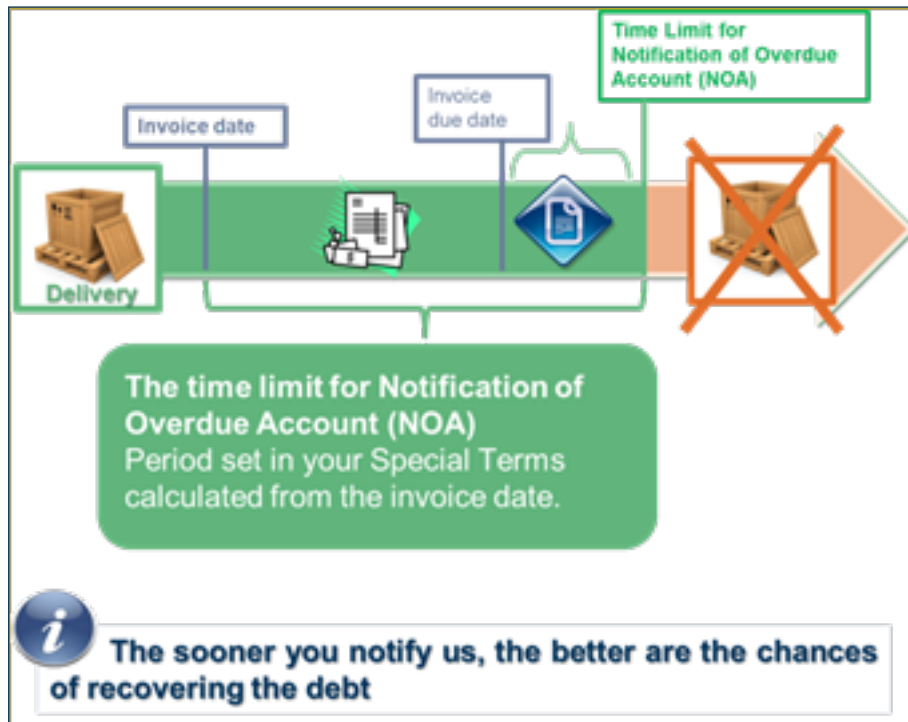 Time Limit for
Notification of Overdue
Account (NOA)
Invoice
due date
Invoice date
Delivery
The time limit for Notification of
Overdue Account (NOA)
Period set in your Special Terms
calculated from the invoice date.
i
The sooner you notify us, the better are the chances
of recovering the debt